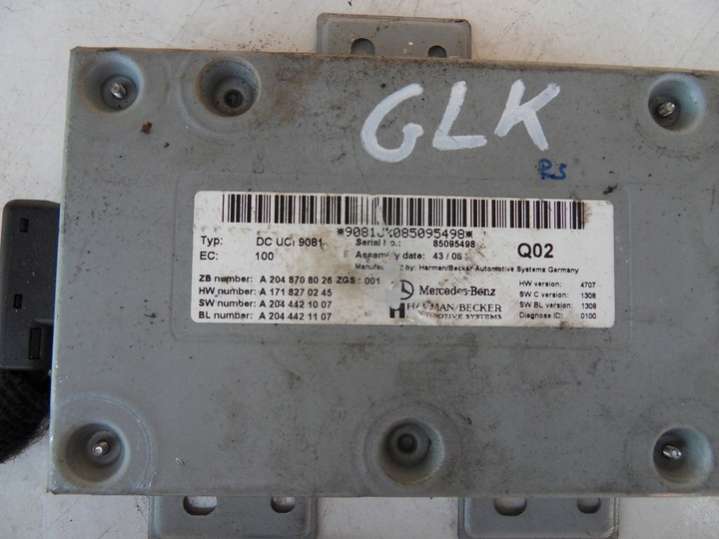 GLK
R5
*9081J%085095498*
Typ: DC UCI 9081
Serial No.: 85095498
Q02
EC: 100
Assembly date: 43 / 08
Manufactured by: Harman/Becker Automotive Systems Germany
ZB number: A 204 870 80 26 ZGS: 001
HW number: A 171 827 02 45
SW number: A 204 442 10 07
BL number: A 204 442 11 07
Mercedes-Benz
HARMAN/BECKER
AUTOMOTIVE SYSTEMS
HW version: 4707
SW C version: 1308
SW BL version: 1308
Diagnose ID: 0100